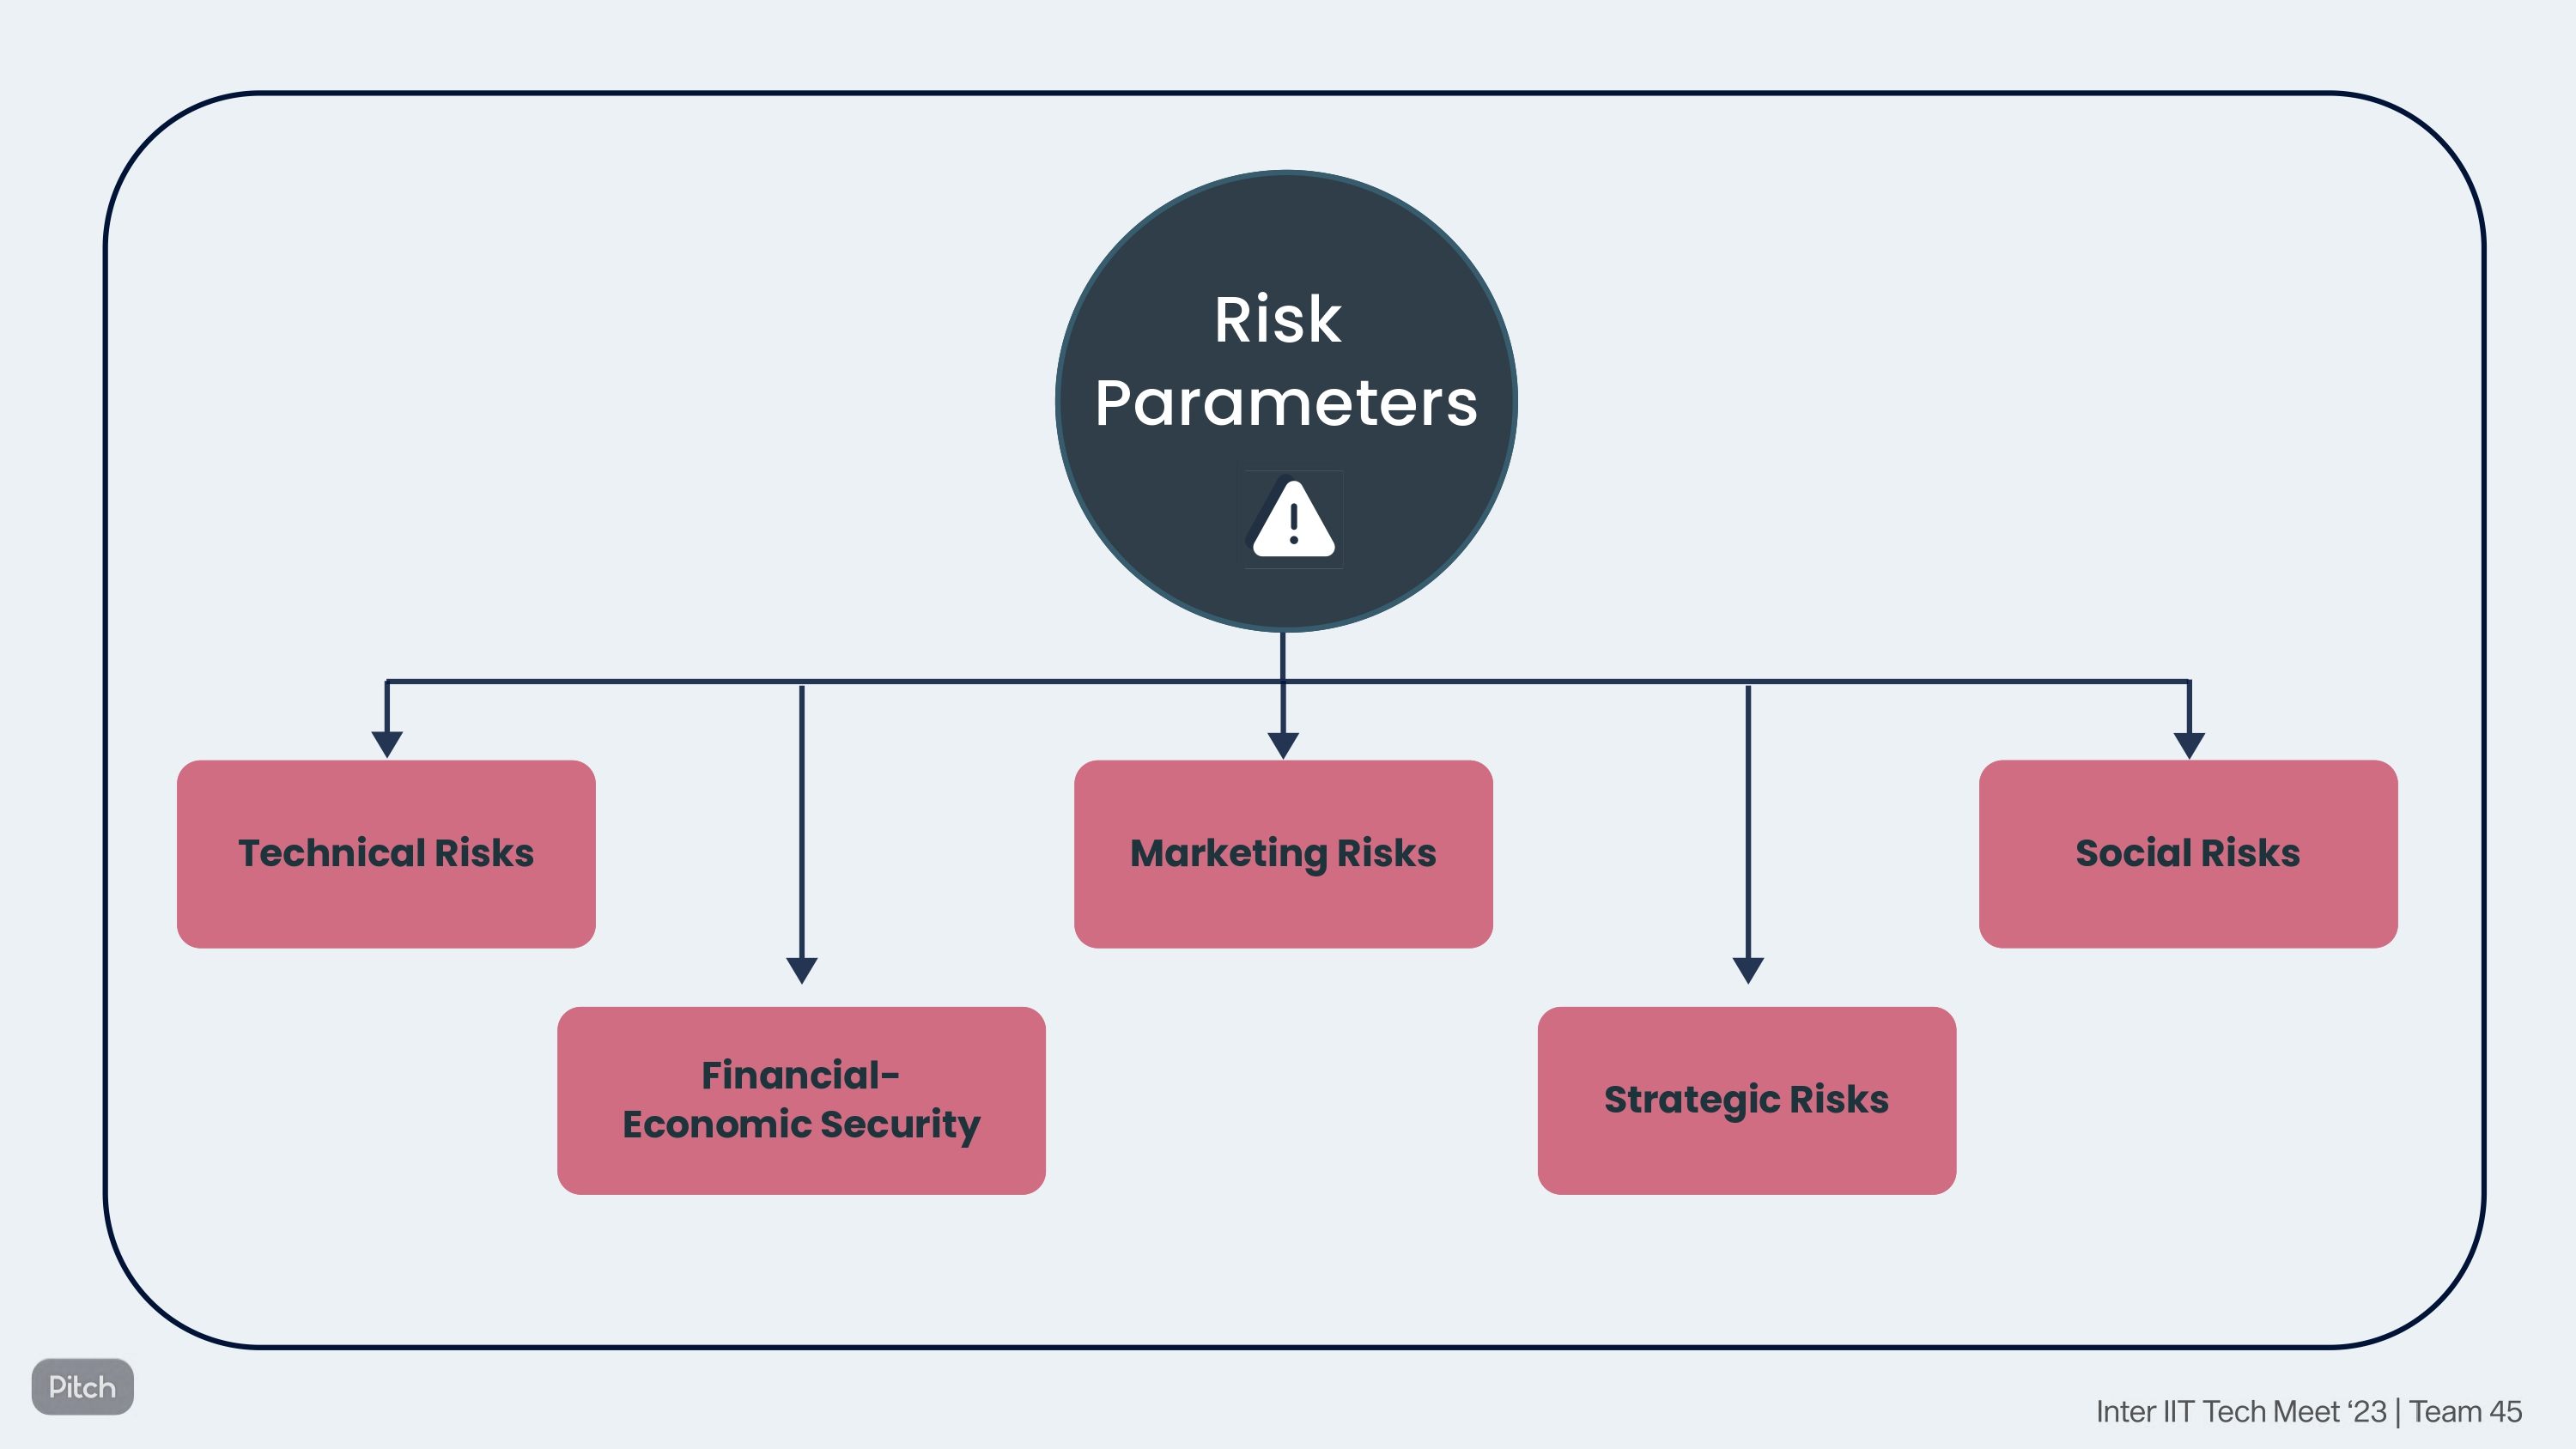 Risk
Parameters
Technical Risks
Marketing Risks
Social Risks
Financial-
Economic Security
Strategic Risks
Pitch
Inter IIT Tech Meet ‘23 | Team 45